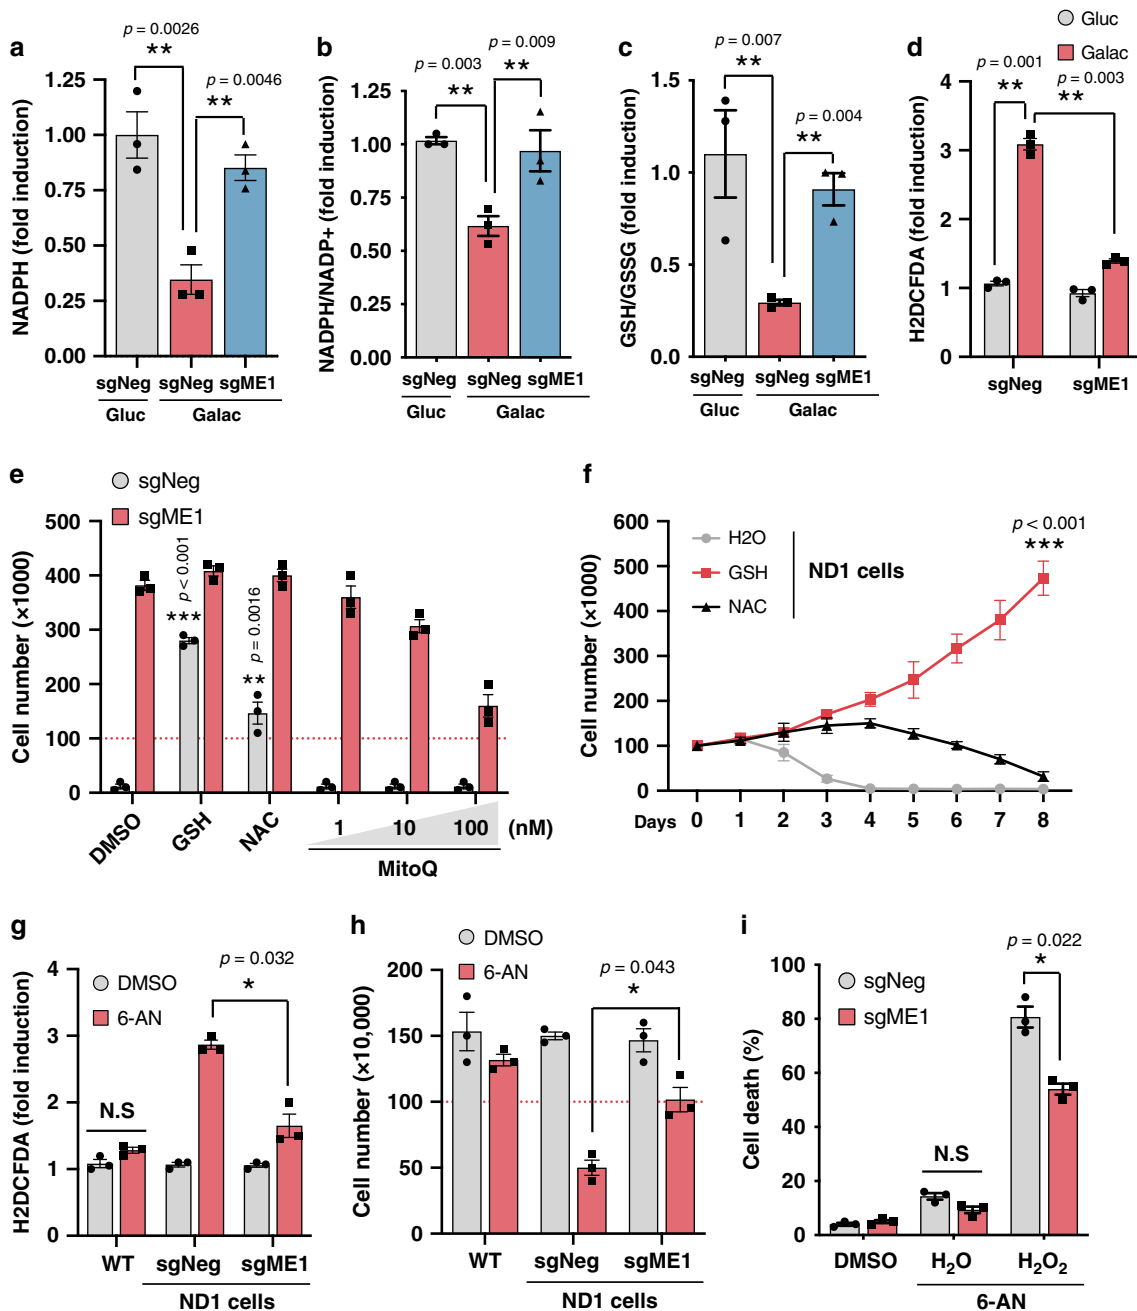 a
p = 0.0026
**
p = 0.0046
**
NADPH (fold induction)
1.25
1.00
0.75
0.50
0.25
0.00
sgNeg sgNeg sgME1
Gluc Galac
b
p = 0.009
p = 0.003
**
**
NADPH/NADP+ (fold induction)
1.25
1.00
0.75
0.50
0.25
0.00
sgNeg sgNeg sgME1
Gluc Galac
c
p = 0.007
**
p = 0.004
**
GSH/GSSG (fold induction)
1.5
1.0
0.5
0.0
sgNeg sgNeg sgME1
Gluc Galac
d
Gluc
Galac
p = 0.001
p = 0.003
**
**
H2DCFDA (fold induction)
4
3
2
1
0
sgNeg sgME1
e
sgNeg
sgME1
Cell number (×1000)
500
400
300
200
100
0
p < 0.001
***
p = 0.0016
**
DMSO GSH NAC 1 10 100 (nM)
MitoQ
f
H2O
GSH
NAC
ND1 cells
p < 0.001
***
Cell number (×1000)
600
500
400
300
200
100
0
Days 0 1 2 3 4 5 6 7 8
g
p = 0.032
*
DMSO
6-AN
N.S
H2DCFDA (fold induction)
4
3
2
1
0
WT sgNeg sgME1
ND1 cells
h
DMSO
6-AN
p = 0.043
*
Cell number (×10,000)
200
150
100
50
0
WT sgNeg sgME1
ND1 cells
i
p = 0.022
*
sgNeg
sgME1
N.S
Cell death (%)
100
80
60
40
20
0
DMSO H₂O H₂O₂
6-AN